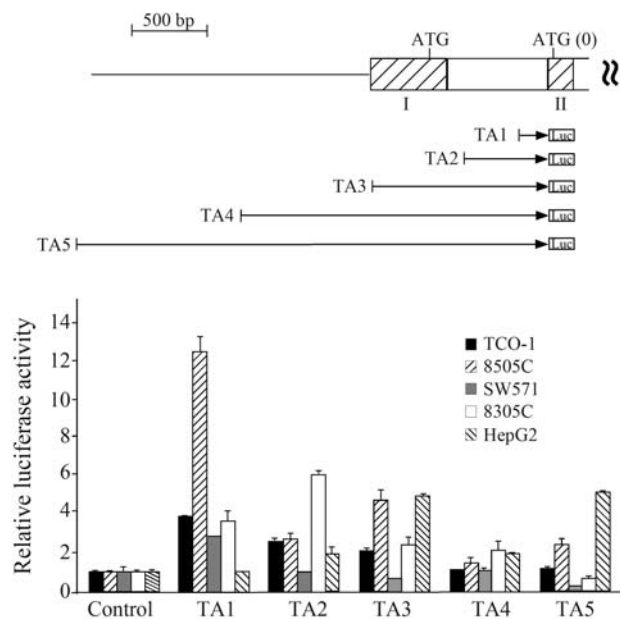 500 bp
ATG ATG (0)
I II
TA1 Luc
TA2 Luc
TA3 Luc
TA4 Luc
TA5 Luc
Relative luciferase activity
14
12
10
8
6
4
2
0
TCO-1
8505C
SW571
8305C
HepG2
Control TA1 TA2 TA3 TA4 TA5